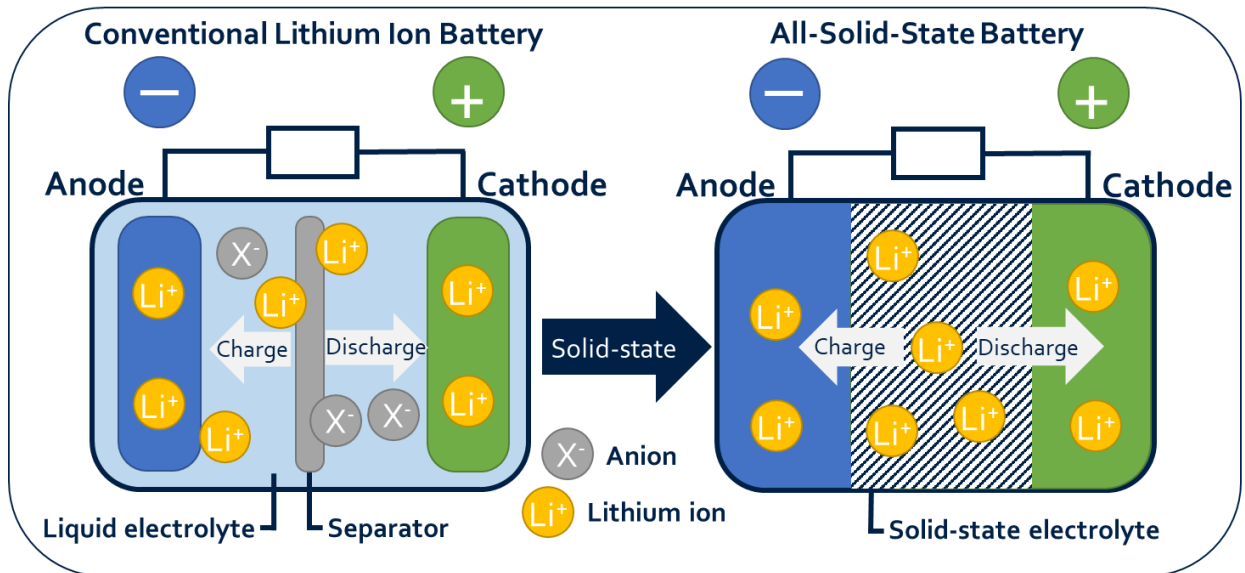 Conventional Lithium Ion Battery
All-Solid-State Battery
−
+
−
+
Anode
Cathode
Anode
Cathode
X⁻
Li⁺
Li⁺
Li⁺
Li⁺
Charge
Discharge
Li⁺
Li⁺
X⁻
X⁻
Li⁺
Solid-state
Li⁺
Li⁺
Li⁺
Charge
Li⁺
Discharge
Li⁺
Li⁺
Li⁺
Li⁺
X⁻ Anion
Li⁺ Lithium ion
Liquid electrolyte
Separator
Solid-state electrolyte